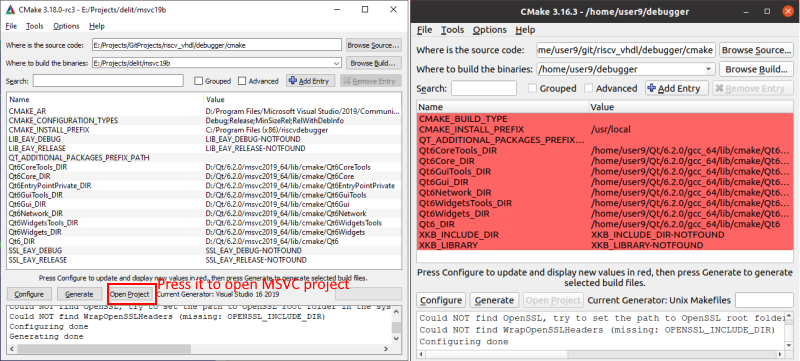 CMake 3.18.0-rc3 - E:/Projects/delit/msvc19b
File Tools Options Help
Where is the source code: E:/Projects/GitProjects/riscv_vhdl/debugger/cmake Browse Source...
Where to build the binaries: E:/Projects/delit/msvc19b Browse Build...
Search: Grouped Advanced Add Entry Remove Entry
Name Value
CMAKE_AR D:/Program Files/Microsoft Visual Studio/2019/Communi...
CMAKE_CONFIGURATION_TYPES Debug;Release;MinSizeRel;RelWithDebInfo
CMAKE_INSTALL_PREFIX C:/Program Files (x86)/riscvdebugger
LIB_EAY_DEBUG LIB_EAY_DEBUG-NOTFOUND
LIB_EAY_RELEASE LIB_EAY_RELEASE-NOTFOUND
QT_ADDITIONAL_PACKAGES_PREFIX_PATH
Qt6CoreTools_DIR D:/Qt/6.2.0/msvc2019_64/lib/cmake/Qt6CoreTools
Qt6Core_DIR D:/Qt/6.2.0/msvc2019_64/lib/cmake/Qt6Core
Qt6EntryPointPrivate_DIR D:/Qt/6.2.0/msvc2019_64/lib/cmake/Qt6EntryPointPrivate
Qt6GuiTools_DIR D:/Qt/6.2.0/msvc2019_64/lib/cmake/Qt6GuiTools
Qt6Gui_DIR D:/Qt/6.2.0/msvc2019_64/lib/cmake/Qt6Gui
Qt6Network_DIR D:/Qt/6.2.0/msvc2019_64/lib/cmake/Qt6Network
Qt6WidgetsTools_DIR D:/Qt/6.2.0/msvc2019_64/lib/cmake/Qt6WidgetsTools
Qt6Widgets_DIR D:/Qt/6.2.0/msvc2019_64/lib/cmake/Qt6Widgets
Qt6_DIR D:/Qt/6.2.0/msvc2019_64/lib/cmake/Qt6
SSL_EAY_DEBUG SSL_EAY_DEBUG-NOTFOUND
SSL_EAY_RELEASE SSL_EAY_RELEASE-NOTFOUND
Press Configure to update and display new values in red, then press Generate to generate selected build files.
Press it to open MSVC project
Configure Generate Open Project Current Generator: Visual Studio 16 2019
Could NOT find OpenSSL, try to set the path to OpenSSL root folder in the sys
Could NOT find WrapOpenSSLHeaders (missing: OPENSSL_INCLUDE_DIR)
Configuring done
Generating done
CMake 3.16.3 - /home/user9/debugger
File Tools Options Help
Where is the source code: me/user9/git/riscv_vhdl/debugger/cmake Browse Source...
Where to build the binaries: /home/user9/debugger Browse Build...
Search: Grouped Advanced Add Entry Remove Entry
Name Value
CMAKE_BUILD_TYPE
CMAKE_INSTALL_PREFIX /usr/local
QT_ADDITIONAL_PACKAGES_PREFIX...
Qt6CoreTools_DIR /home/user9/Qt/6.2.0/gcc_64/lib/cmake/Qt6...
Qt6Core_DIR /home/user9/Qt/6.2.0/gcc_64/lib/cmake/Qt6...
Qt6GuiTools_DIR /home/user9/Qt/6.2.0/gcc_64/lib/cmake/Qt6...
Qt6Gui_DIR /home/user9/Qt/6.2.0/gcc_64/lib/cmake/Qt6...
Qt6Network_DIR /home/user9/Qt/6.2.0/gcc_64/lib/cmake/Qt6...
Qt6WidgetsTools_DIR /home/user9/Qt/6.2.0/gcc_64/lib/cmake/Qt6...
Qt6Widgets_DIR /home/user9/Qt/6.2.0/gcc_64/lib/cmake/Qt6...
Qt6_DIR /home/user9/Qt/6.2.0/gcc_64/lib/cmake/Qt6
XKB_INCLUDE_DIR XKB_INCLUDE_DIR-NOTFOUND
XKB_LIBRARY XKB_LIBRARY-NOTFOUND
Press Configure to update and display new values in red, then press Generate to generate
selected build files.
Configure Generate Open Project Current Generator: Unix Makefiles
Could NOT find OpenSSL, try to set the path to OpenSSL root folder
Could NOT find WrapOpenSSLHeaders (missing: OPENSSL_INCLUDE_DIR)
Configuring done